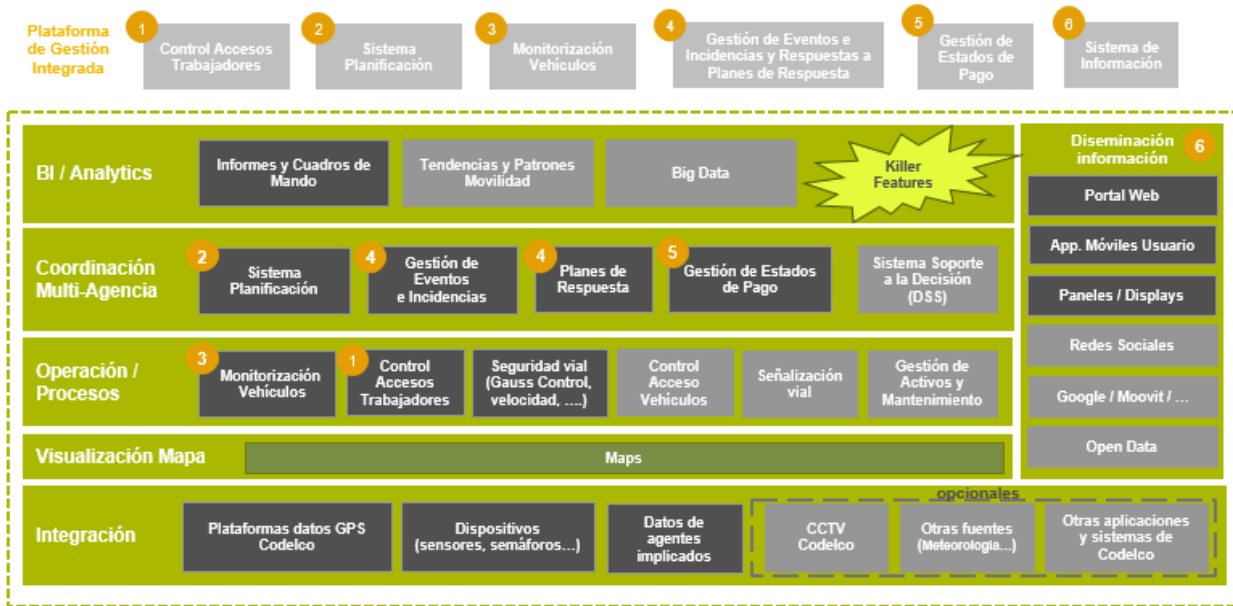 Plataforma
de Gestión
Integrada
1
Control Accesos
Trabajadores
2
Sistema
Planificación
3
Monitorización
Vehículos
4
Gestión de Eventos e
Incidencias y Respuestas a
Planes de Respuesta
5
Gestión de
Estados de
Pago
6
Sistema de
Información
BI / Analytics
Informes y Cuadros de
Mando
Tendencias y Patrones
Movilidad
Big Data
Killer
Features
Coordinación
Multi-Agencia
2
Sistema
Planificación
4
Gestión de
Eventos
e Incidencias
4
Planes de
Respuesta
5
Gestión de Estados
de Pago
Sistema Soporte
a la Decisión
(DSS)
Operación /
Procesos
3
Monitorización
Vehículos
1
Control
Accesos
Trabajadores
Seguridad vial
(Gauss Control,
velocidad, ....)
Control
Acceso
Vehículos
Señalización
vial
Gestión de
Activos y
Mantenimiento
Visualización Mapa
Maps
Diseminación
información
6
Portal Web
App. Móviles Usuario
Paneles / Displays
Redes Sociales
Google / Moovit / ...
Open Data
Integración
Plataformas datos GPS
Codelco
Dispositivos
(sensores, semáforos...)
Datos de
agentes
implicados
opcionales
CCTV
Codelco
Otras fuentes
(Meteorología...)
Otras aplicaciones
y sistemas de
Codelco